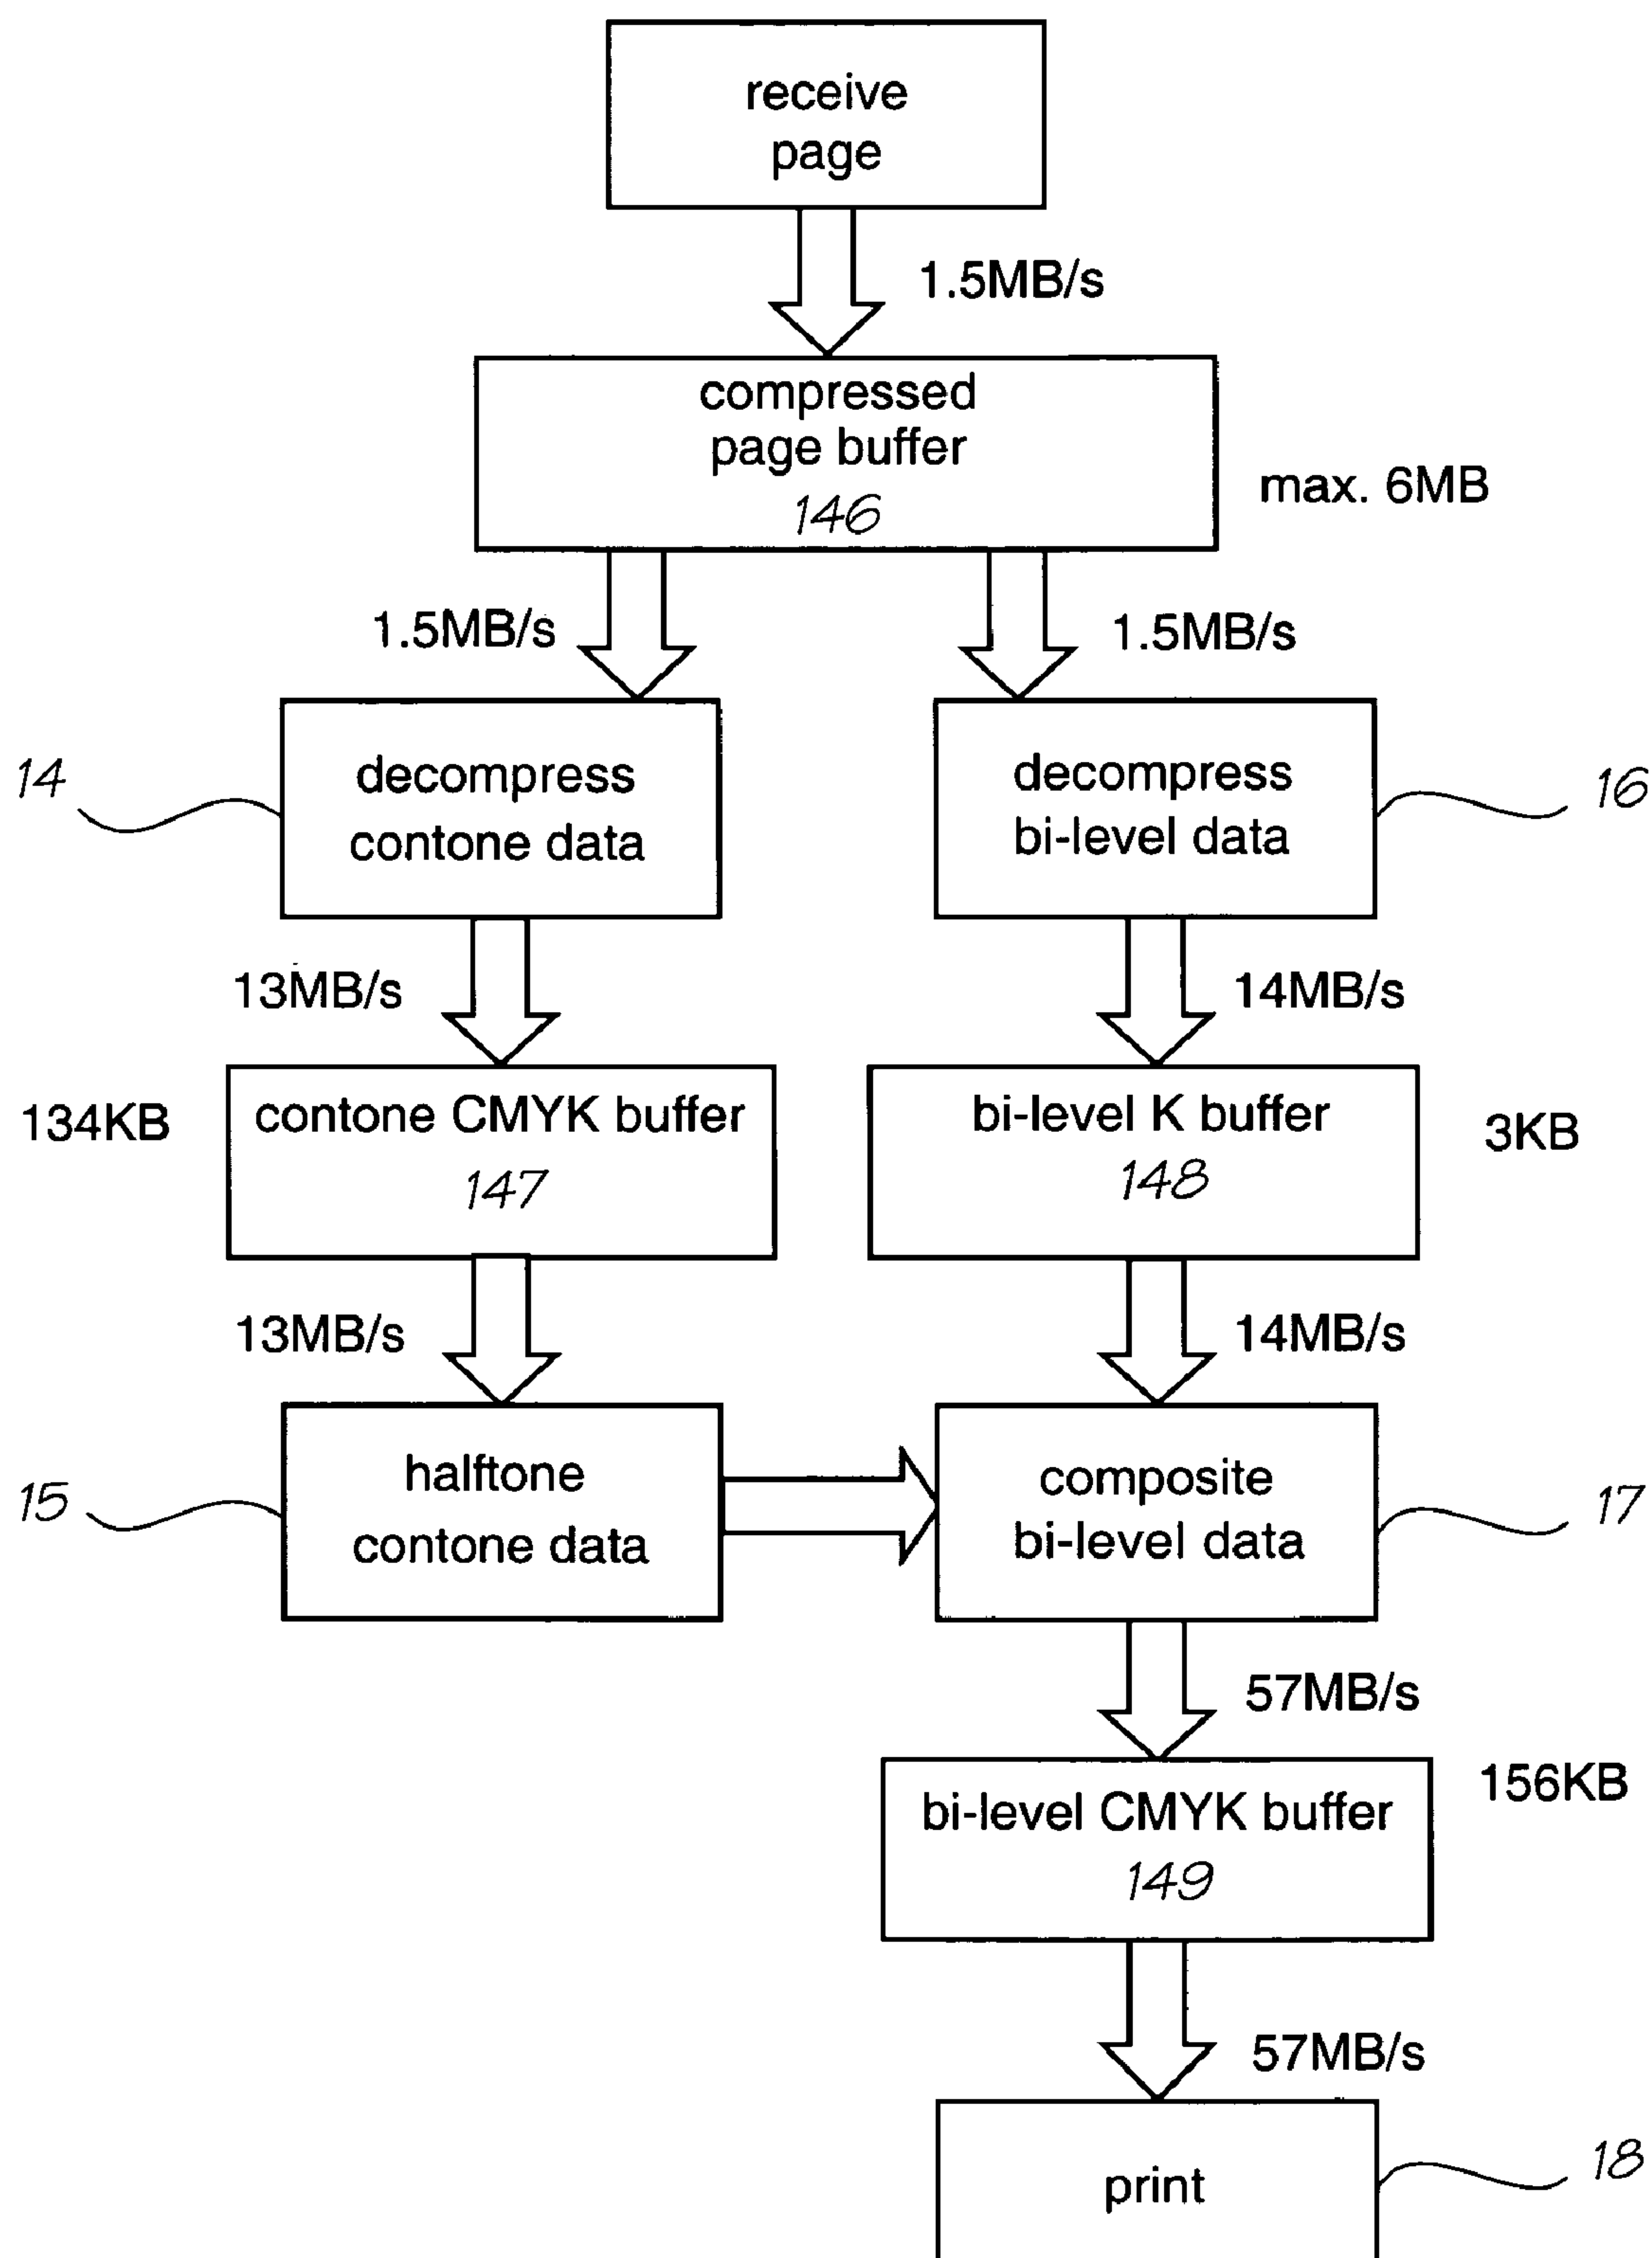 receive
page
1.5MB/s
compressed
page buffer
146
max. 6MB
1.5MB/s
1.5MB/s
14
decompress
contone data
decompress
bi-level data
16
13MB/s
14MB/s
134KB
contone CMYK buffer
147
bi-level K buffer
148
3KB
13MB/s
14MB/s
15
halftone
contone data
composite
bi-level data
17
57MB/s
bi-level CMYK buffer
149
156KB
57MB/s
print
18